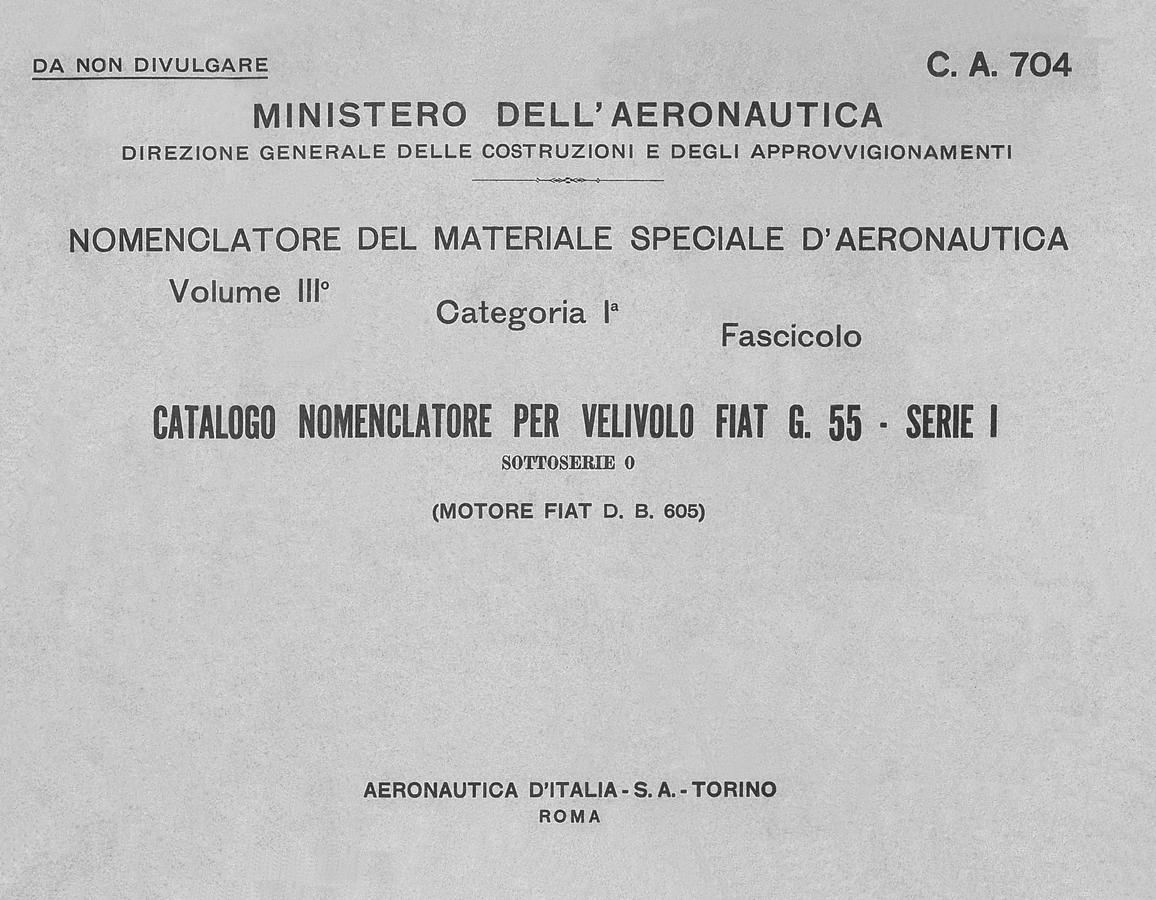 DA NON DIVULGARE
C. A. 704
MINISTERO DELL'AERONAUTICA
DIREZIONE GENERALE DELLE COSTRUZIONI E DEGLI APPROVVIGIONAMENTI
NOMENCLATORE DEL MATERIALE SPECIALE D'AERONAUTICA
Volume IIIº
Categoria Iª
Fascicolo
CATALOGO NOMENCLATORE PER VELIVOLO FIAT G. 55 - SERIE I
SOTTOSERIE 0
(MOTORE FIAT D. B. 605)
AERONAUTICA D'ITALIA - S. A. - TORINO
ROMA